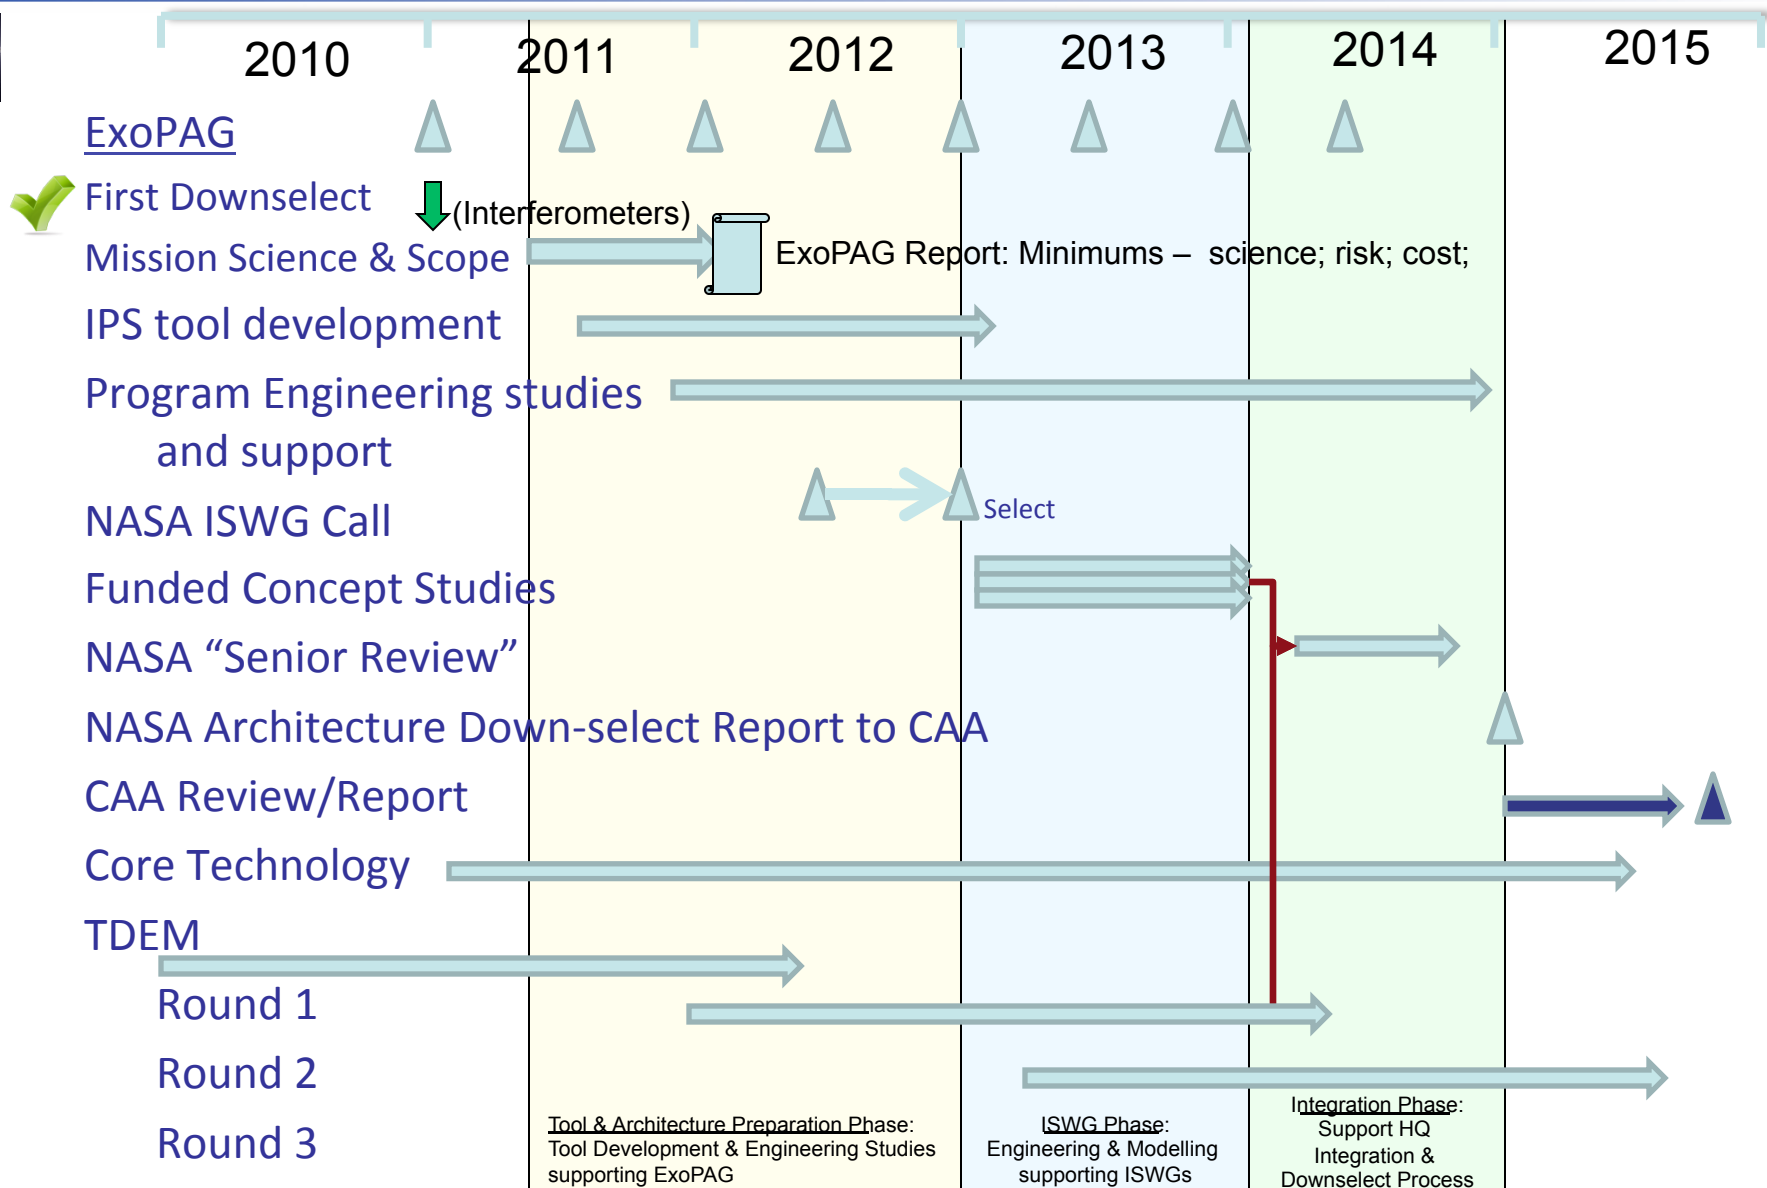 2010 2011 2012 2013 2014 2015
ExoPAG
First Downselect
(Interferometers)
Mission Science & Scope
ExoPAG Report: Minimums – science; risk; cost;
IPS tool development
Program Engineering studies
and support
NASA ISWG Call
Select
Funded Concept Studies
NASA “Senior Review”
NASA Architecture Down-select Report to CAA
CAA Review/Report
Core Technology
TDEM
Round 1
Round 2
Round 3
Tool & Architecture Preparation Phase:
Tool Development & Engineering Studies
supporting ExoPAG
ISWG Phase:
Engineering & Modelling
supporting ISWGs
Integration Phase:
Support HQ
Integration &
Downselect Process